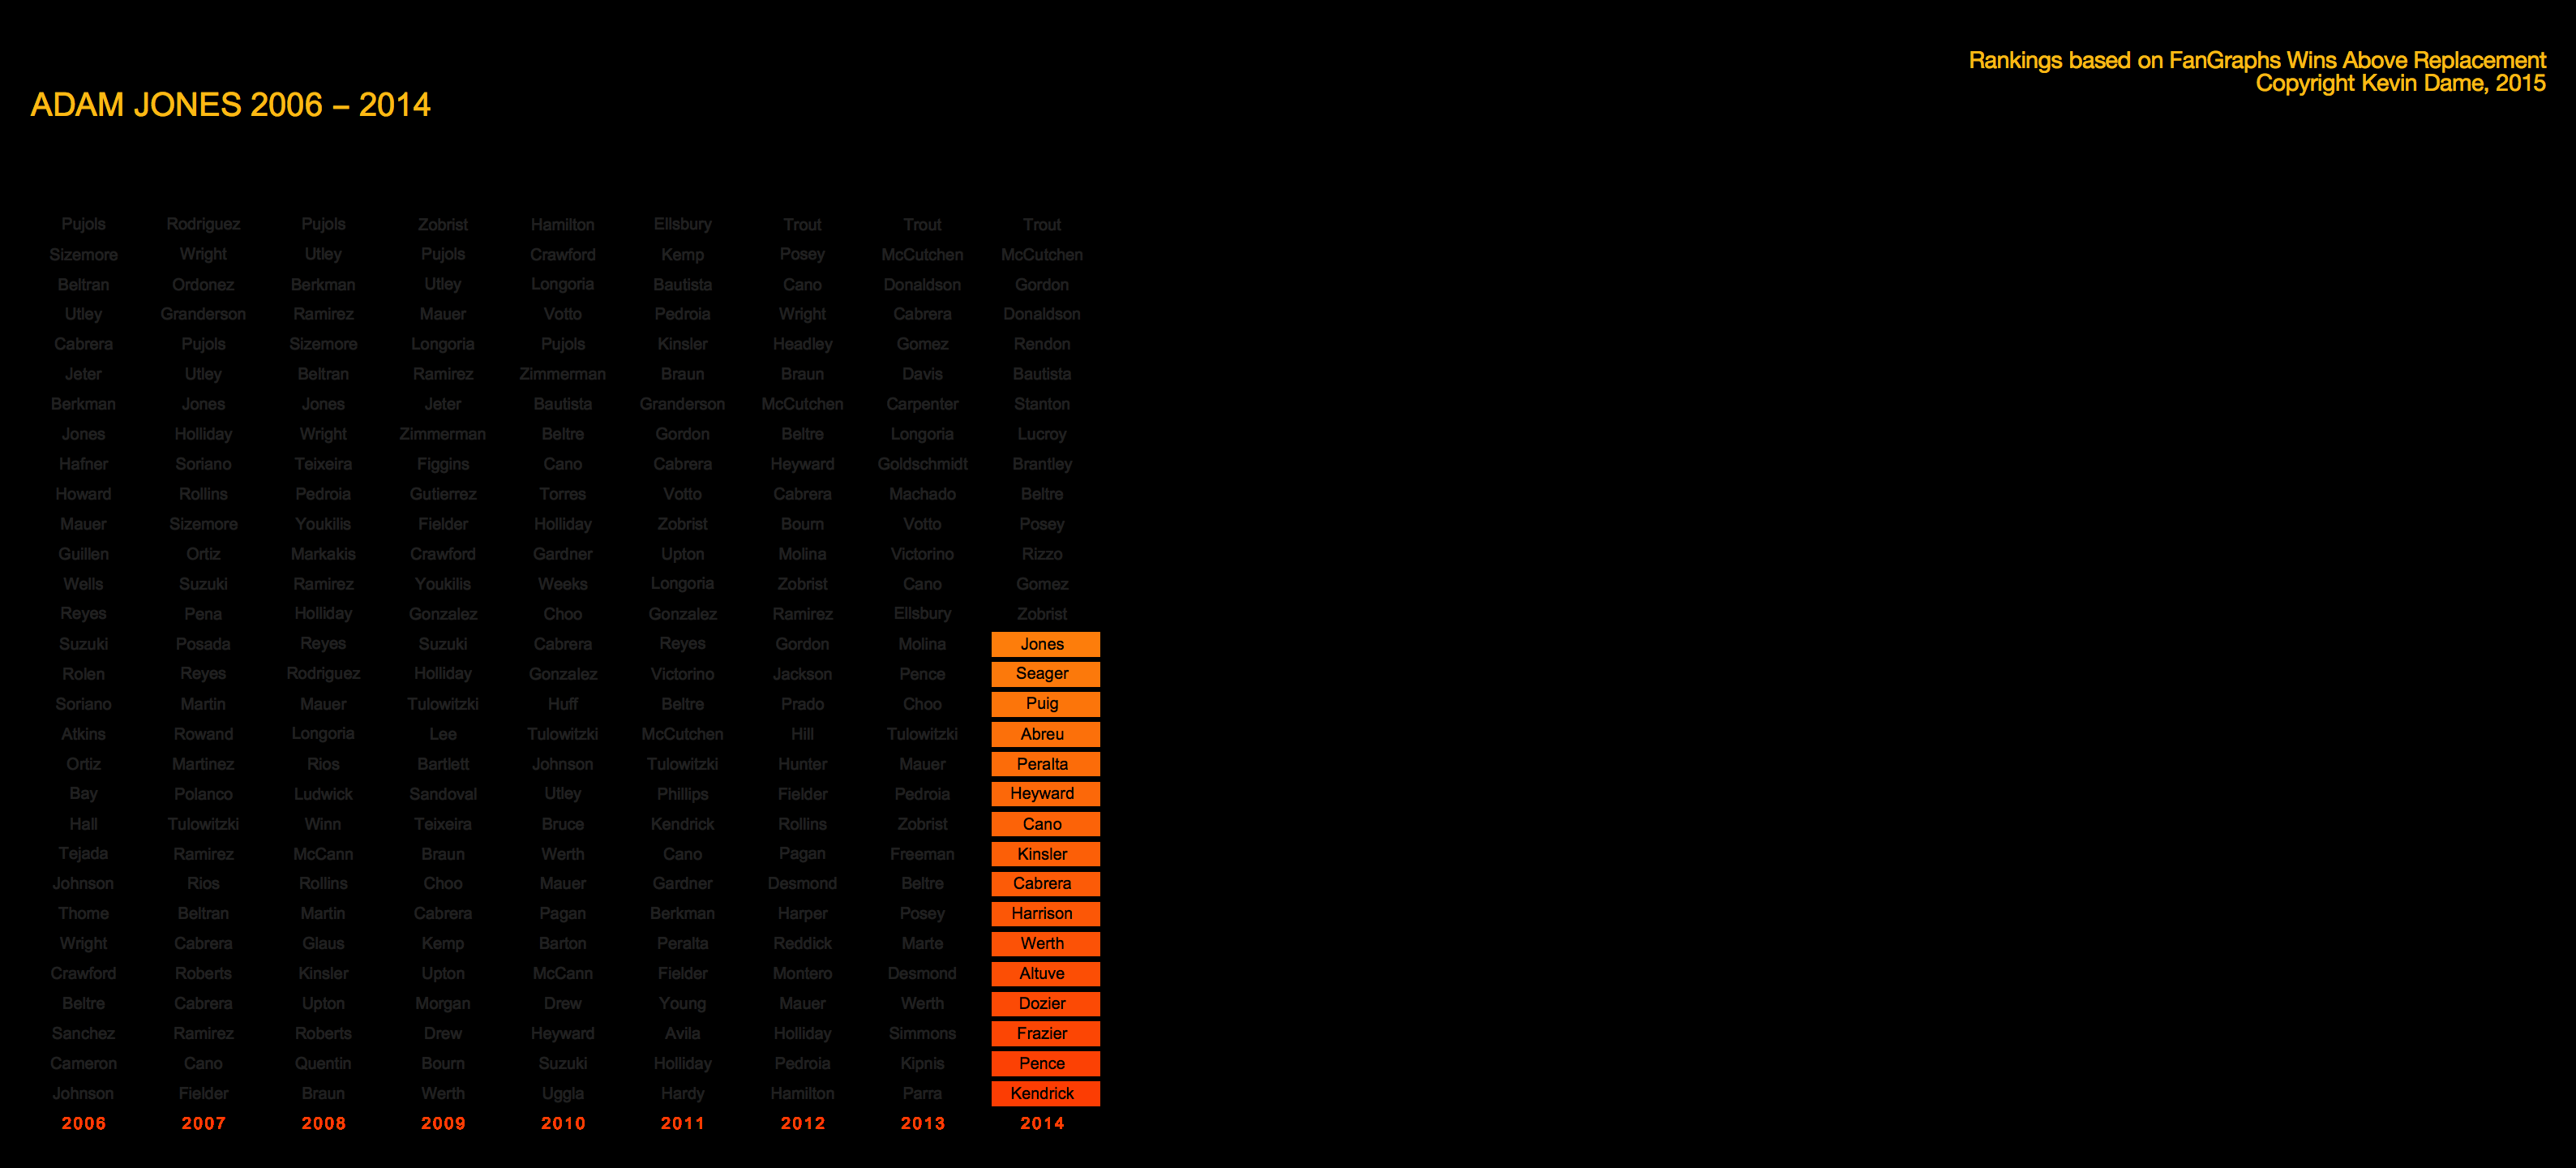 Rankings based on FanGraphs Wins Above Replacement
Copyright Kevin Dame, 2015
ADAM JONES 2006 – 2014
Pujols Rodriguez Pujols Zobrist Hamilton Ellsbury Trout Trout Trout
Sizemore Wright Utley Pujols Crawford Kemp Posey McCutchen McCutchen
Beltran Ordonez Berkman Utley Longoria Bautista Cano Donaldson Gordon
Utley Granderson Ramirez Mauer Votto Pedroia Wright Cabrera Donaldson
Cabrera Pujols Sizemore Longoria Pujols Kinsler Headley Gomez Rendon
Jeter Utley Beltran Ramirez Zimmerman Braun Braun Davis Bautista
Berkman Jones Jones Jeter Bautista Granderson McCutchen Carpenter Stanton
Jones Holliday Wright Zimmerman Beltre Gordon Beltre Longoria Lucroy
Hafner Soriano Teixeira Figgins Cano Cabrera Heyward Goldschmidt Brantley
Howard Rollins Pedroia Gutierrez Torres Votto Cabrera Machado Beltre
Mauer Sizemore Youkilis Fielder Holliday Zobrist Bourn Votto Posey
Guillen Ortiz Markakis Crawford Gardner Upton Molina Victorino Rizzo
Wells Suzuki Ramirez Youkilis Weeks Longoria Zobrist Cano Gomez
Reyes Pena Holliday Gonzalez Choo Gonzalez Ramirez Ellsbury Zobrist
Suzuki Posada Reyes Suzuki Cabrera Reyes Gordon Molina Jones
Rolen Reyes Rodriguez Holliday Gonzalez Victorino Jackson Pence Seager
Soriano Martin Mauer Tulowitzki Huff Beltre Prado Choo Puig
Atkins Rowand Longoria Lee Tulowitzki McCutchen Hill Tulowitzki Abreu
Ortiz Martinez Rios Bartlett Johnson Tulowitzki Hunter Mauer Peralta
Bay Polanco Ludwick Sandoval Utley Phillips Fielder Pedroia Heyward
Hall Tulowitzki Winn Teixeira Bruce Kendrick Rollins Zobrist Cano
Tejada Ramirez McCann Braun Werth Cano Pagan Freeman Kinsler
Johnson Rios Rollins Choo Mauer Gardner Desmond Beltre Cabrera
Thome Beltran Martin Cabrera Pagan Berkman Harper Posey Harrison
Wright Cabrera Glaus Kemp Barton Peralta Reddick Marte Werth
Crawford Roberts Kinsler Upton McCann Fielder Montero Desmond Altuve
Beltre Cabrera Upton Morgan Drew Young Mauer Werth Dozier
Sanchez Ramirez Roberts Drew Heyward Avila Holliday Simmons Frazier
Cameron Cano Quentin Bourn Suzuki Holliday Pedroia Kipnis Pence
Johnson Fielder Braun Werth Uggla Hardy Hamilton Parra Kendrick
2006 2007 2008 2009 2010 2011 2012 2013 2014